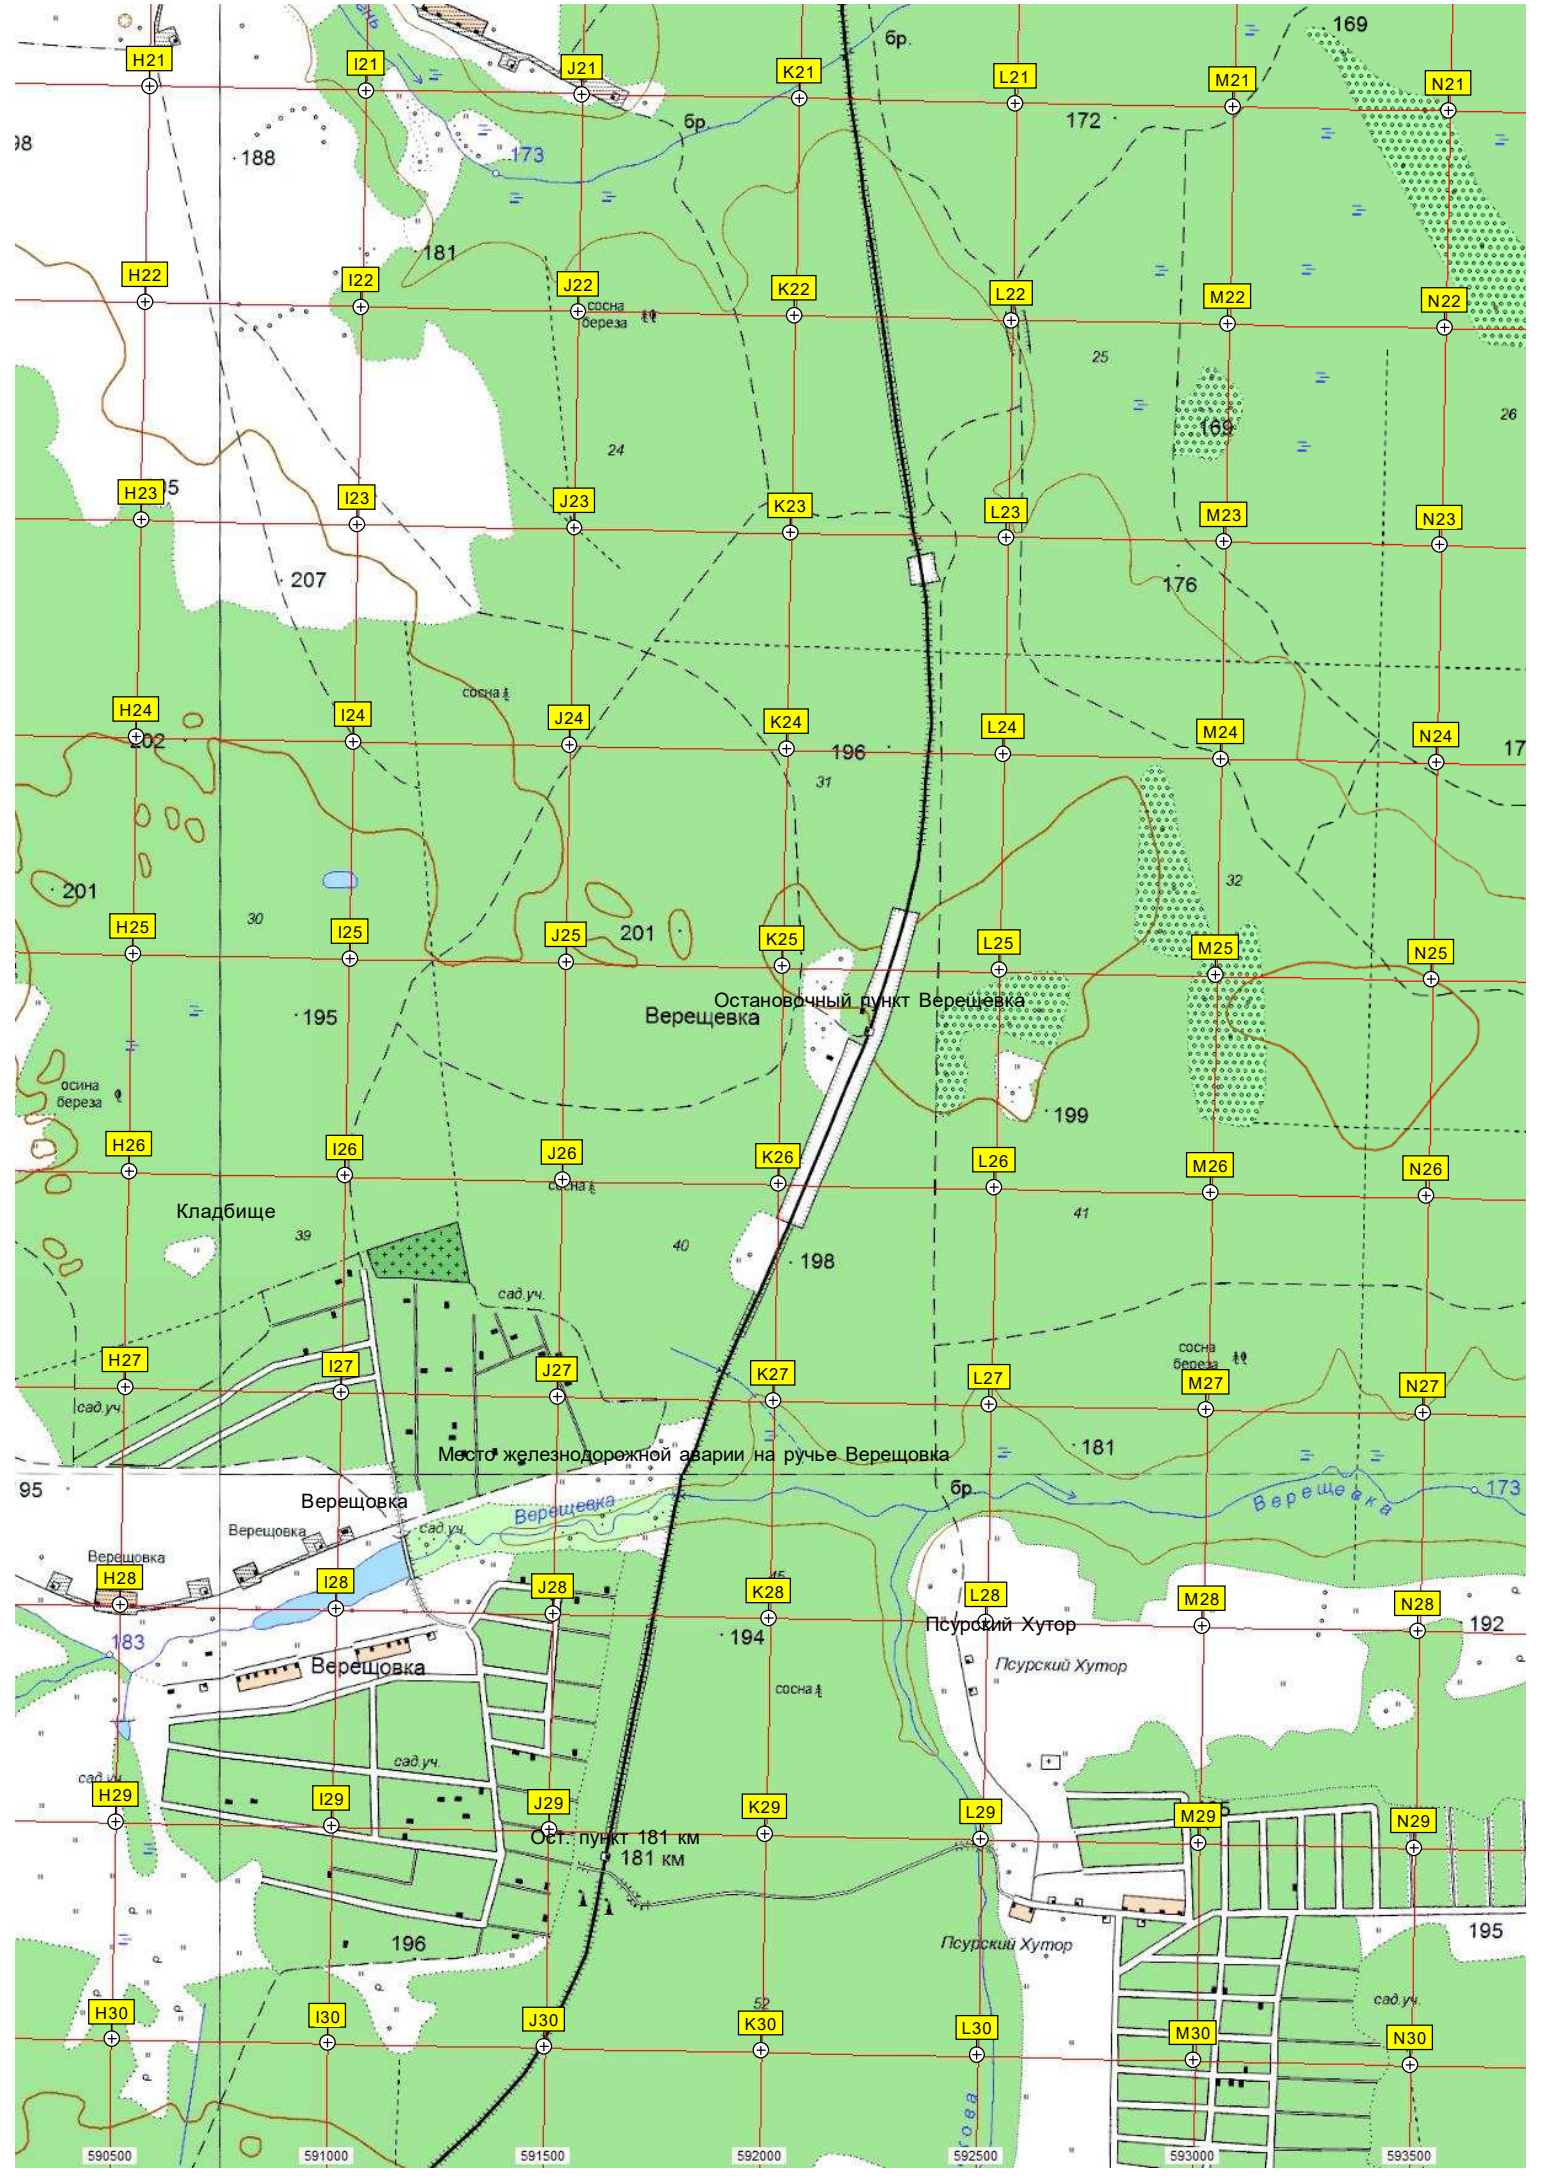 169
бр.
H21
I21
J21
K21
L21
M21
N21
бр.
172
98
188
173
181
H22
I22
J22
K22
L22
M22
N22
сосна
береза
25
24
169
26
H23
I23
J23
K23
L23
M23
N23
207
176
сосна
H24
I24
J24
K24
L24
M24
N24
202
196
17
31
201
30
32
H25
I25
J25
K25
L25
M25
N25
201
Остановочный пункт Верещевка
Верещевка
195
осина
береза
199
H26
I26
J26
K26
L26
M26
N26
сосна
Кладбище
39
40
41
198
сад.уч.
сосна
береза
H27
I27
J27
K27
L27
M27
N27
сад.уч.
181
Место железнодорожной аварии на ручье Верещовка
95
Верещовка
Верещевка
бр.
Верещевка
173
Верещовка
сад.уч.
Верещовка
H28
I28
J28
K28
L28
M28
N28
45
183
194
Псурский Хутор
192
Верещовка
Псурский Хутор
сосна
сад.уч.
сад.уч.
H29
I29
J29
K29
L29
M29
N29
Ост. пункт 181 км
181 км
196
Псурский Хутор
195
52
сад.уч.
H30
I30
J30
K30
L30
M30
N30
590500
591000
591500
592000
592500
593000
593500